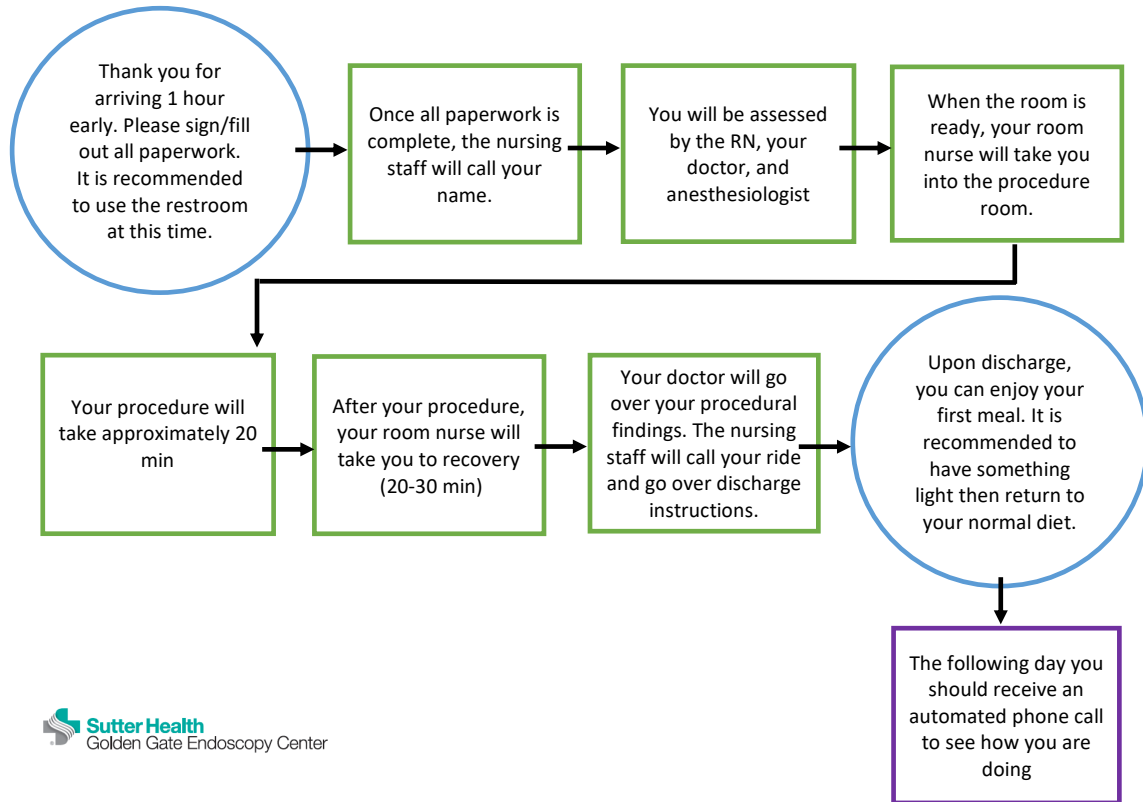 Thank you for
arriving 1 hour
early. Please sign/fill
out all paperwork.
It is recommended
to use the restroom
at this time.
Once all paperwork is
complete, the nursing
staff will call your
name.
You will be assessed
by the RN, your
doctor, and
anesthesiologist
When the room is
ready, your room
nurse will take you
into the procedure
room.
Your procedure will
take approximately 20
min
After your procedure,
your room nurse will
take you to recovery
(20-30 min)
Your doctor will go
over your procedural
findings. The nursing
staff will call your ride
and go over discharge
instructions.
Upon discharge,
you can enjoy your
first meal. It is
recommended to
have something
light then return to
your normal diet.
The following day you
should receive an
automated phone call
to see how you are
doing
Sutter Health
Golden Gate Endoscopy Center